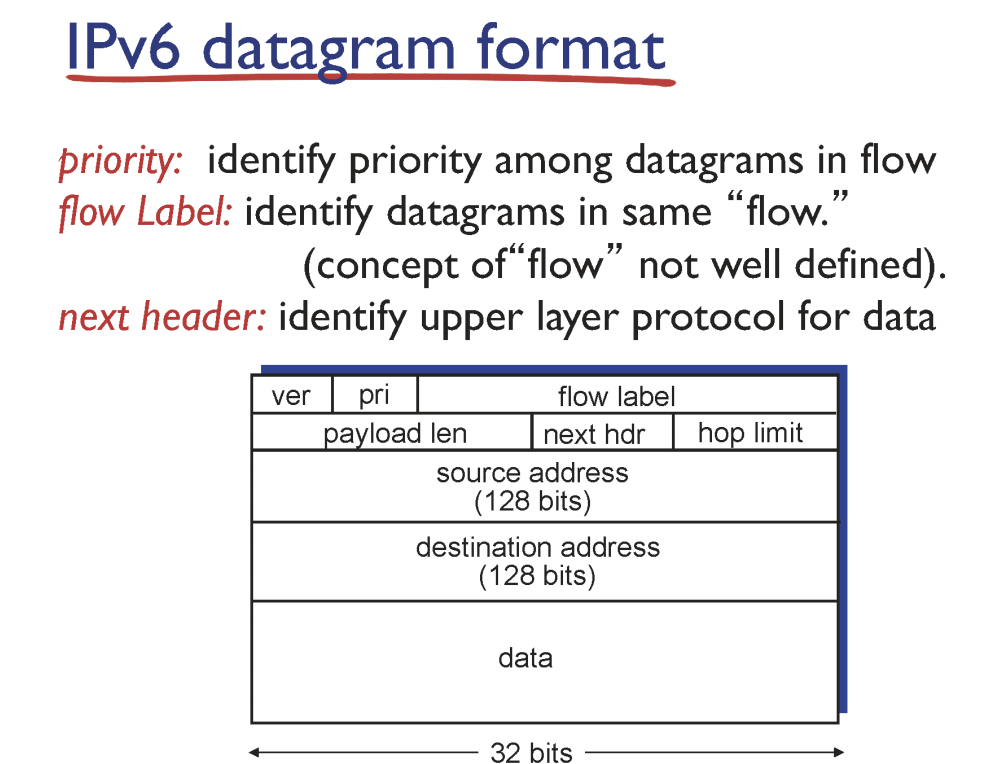 IPv6 datagram format
priority: identify priority among datagrams in flow
flow Label: identify datagrams in same “flow.”
(concept of“flow” not well defined).
next header: identify upper layer protocol for data
ver pri flow label
payload len next hdr hop limit
source address
(128 bits)
destination address
(128 bits)
data
32 bits